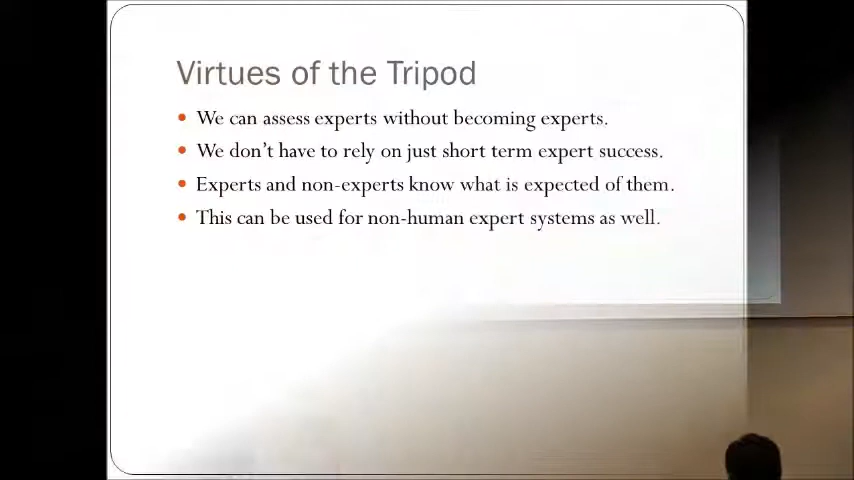 Virtues of the Tripod
We can assess experts without becoming experts.
We don't have to rely on just short term expert success.
Experts and non-experts know what is expected of them.
This can be used for non-human expert systems as well.